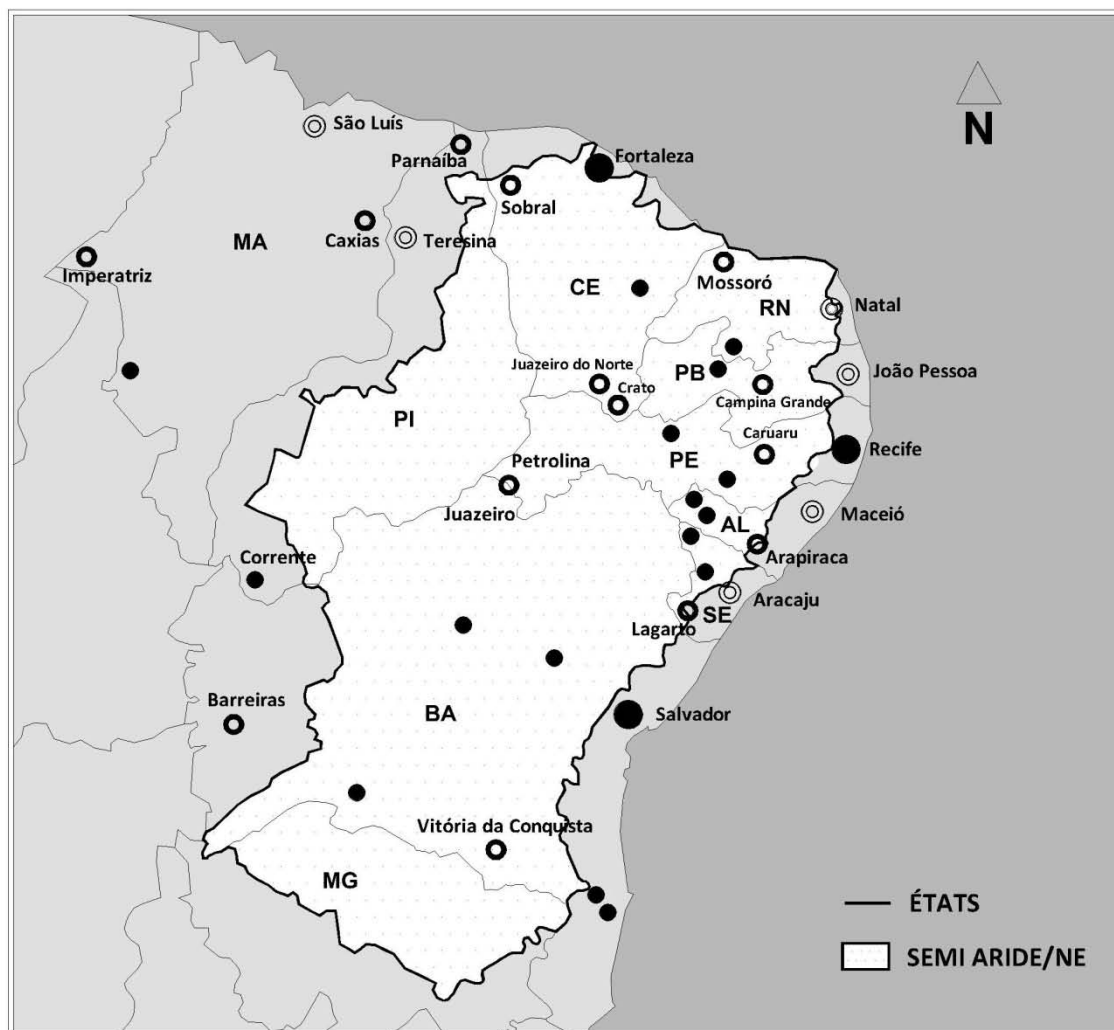 São Luís
Parnaíba
Fortaleza
Sobral
MA
Caxias
Teresina
Imperatriz
CE
Mossoró
RN
Natal
N
Juazeiro do Norte
Crato
PB
João Pessoa
Campina Grande
PI
Caruaru
Recife
Petrolina
PE
Juazeiro
Maceió
AL
Arapiraca
Corrente
Aracaju
SE
Lagarto
Barreiras
BA
Salvador
Vitória da Conquista
MG
ÉTATS
SEMI ARIDE/NE